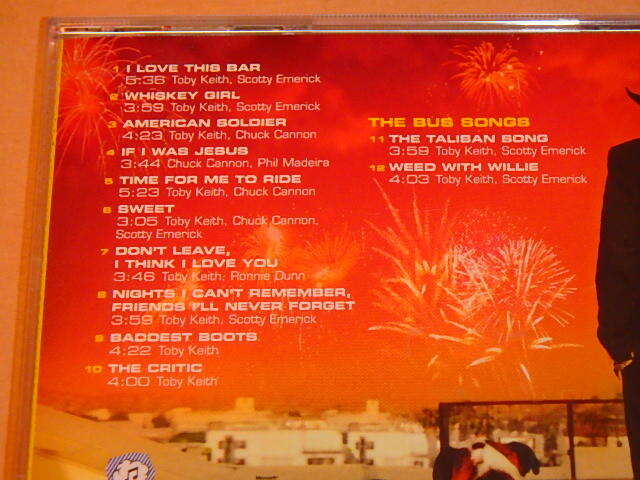 1 I LOVE THIS BAR
5:36 Toby Keith, Scotty Emerick
2 WHISKEY GIRL
3:59 Toby Keith, Scotty Emerick
3 AMERICAN SOLDIER
4:23 Toby Keith, Chuck Cannon
4 IF I WAS JESUS
3:44 Chuck Cannon, Phil Madeira
5 TIME FOR ME TO RIDE
5:23 Toby Keith, Chuck Cannon
6 SWEET
3:05 Toby Keith, Chuck Cannon,
Scotty Emerick
7 DON'T LEAVE,
I THINK I LOVE YOU
3:46 Toby Keith, Ronnie Dunn
8 NIGHTS I CAN'T REMEMBER,
FRIENDS I'LL NEVER FORGET
3:59 Toby Keith, Scotty Emerick
9 BADDEST BOOTS
4:22 Toby Keith
10 THE CRITIC
4:00 Toby Keith
THE BUS SONGS
11 THE TALIBAN SONG
3:59 Toby Keith, Scotty Emerick
12 WEED WITH WILLIE
4:03 Toby Keith, Scotty Emerick